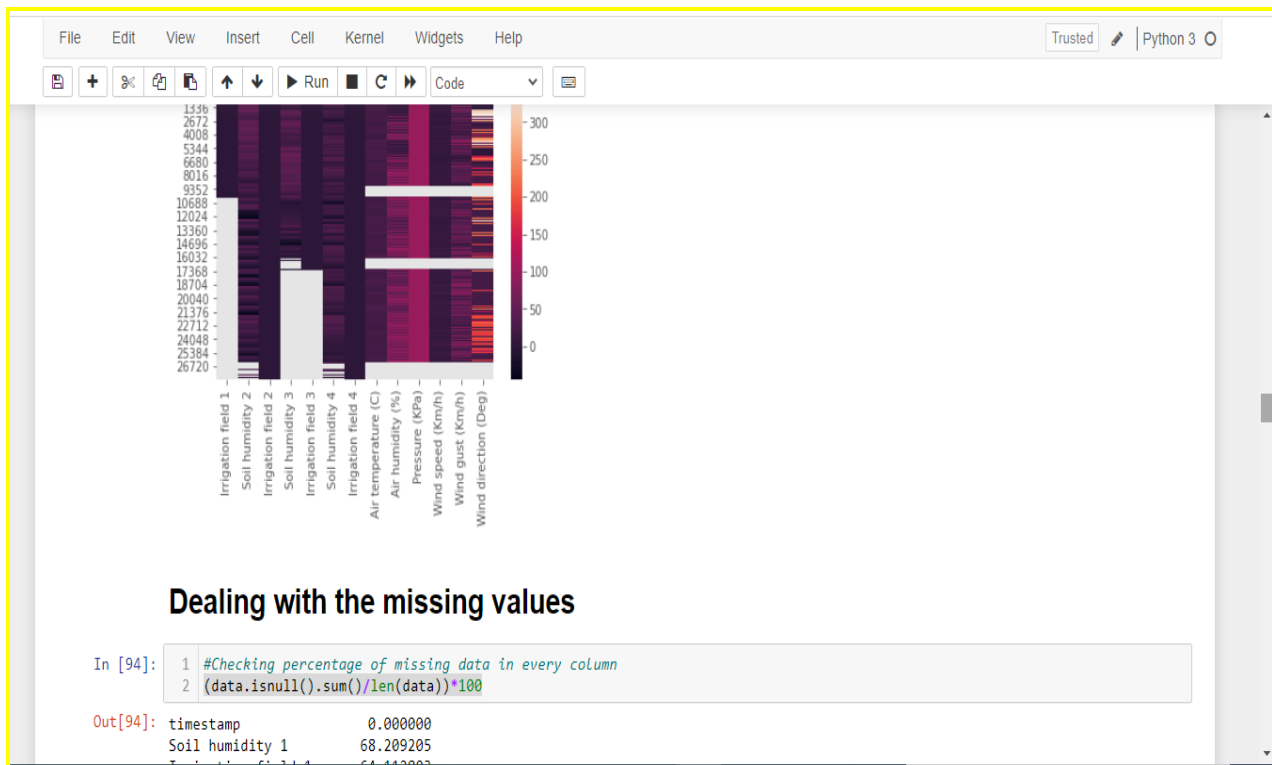 File Edit View Insert Cell Kernel Widgets Help
Trusted Python 3
Run Code
1336
2672
4008
5344
6680
8016
9352
10688
12024
13360
14696
16032
17368
18704
20040
21376
22712
24048
25384
26720
300
250
200
150
100
50
0
Irrigation field 1
Soil humidity 2
Irrigation field 2
Soil humidity 3
Irrigation field 3
Soil humidity 4
Irrigation field 4
Air temperature (C)
Air humidity (%)
Pressure (KPa)
Wind speed (Km/h)
Wind gust (Km/h)
Wind direction (Deg)
Dealing with the missing values
In [94]: 1 #Checking percentage of missing data in every column
2 (data.isnull().sum()/len(data))*100
Out[94]: timestamp 0.000000
Soil humidity 1 68.209205